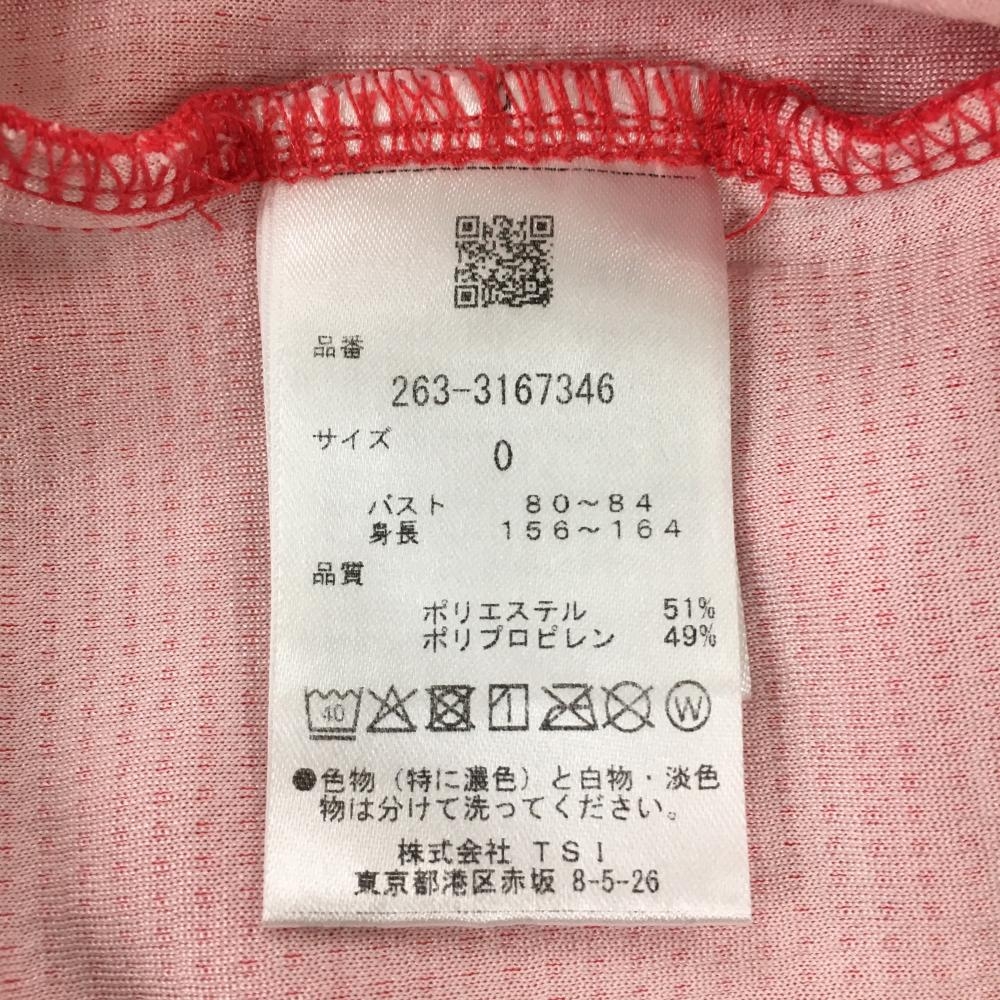 品番
263-3167346
サイズ
0
バスト 80～84
身長 156～164
品質
ポリエステル 51%
ポリプロピレン 49%
40 W
●色物（特に濃色）と白物・淡色
物は分けて洗ってください。
株式会社 TSI
東京都港区赤坂 8-5-26